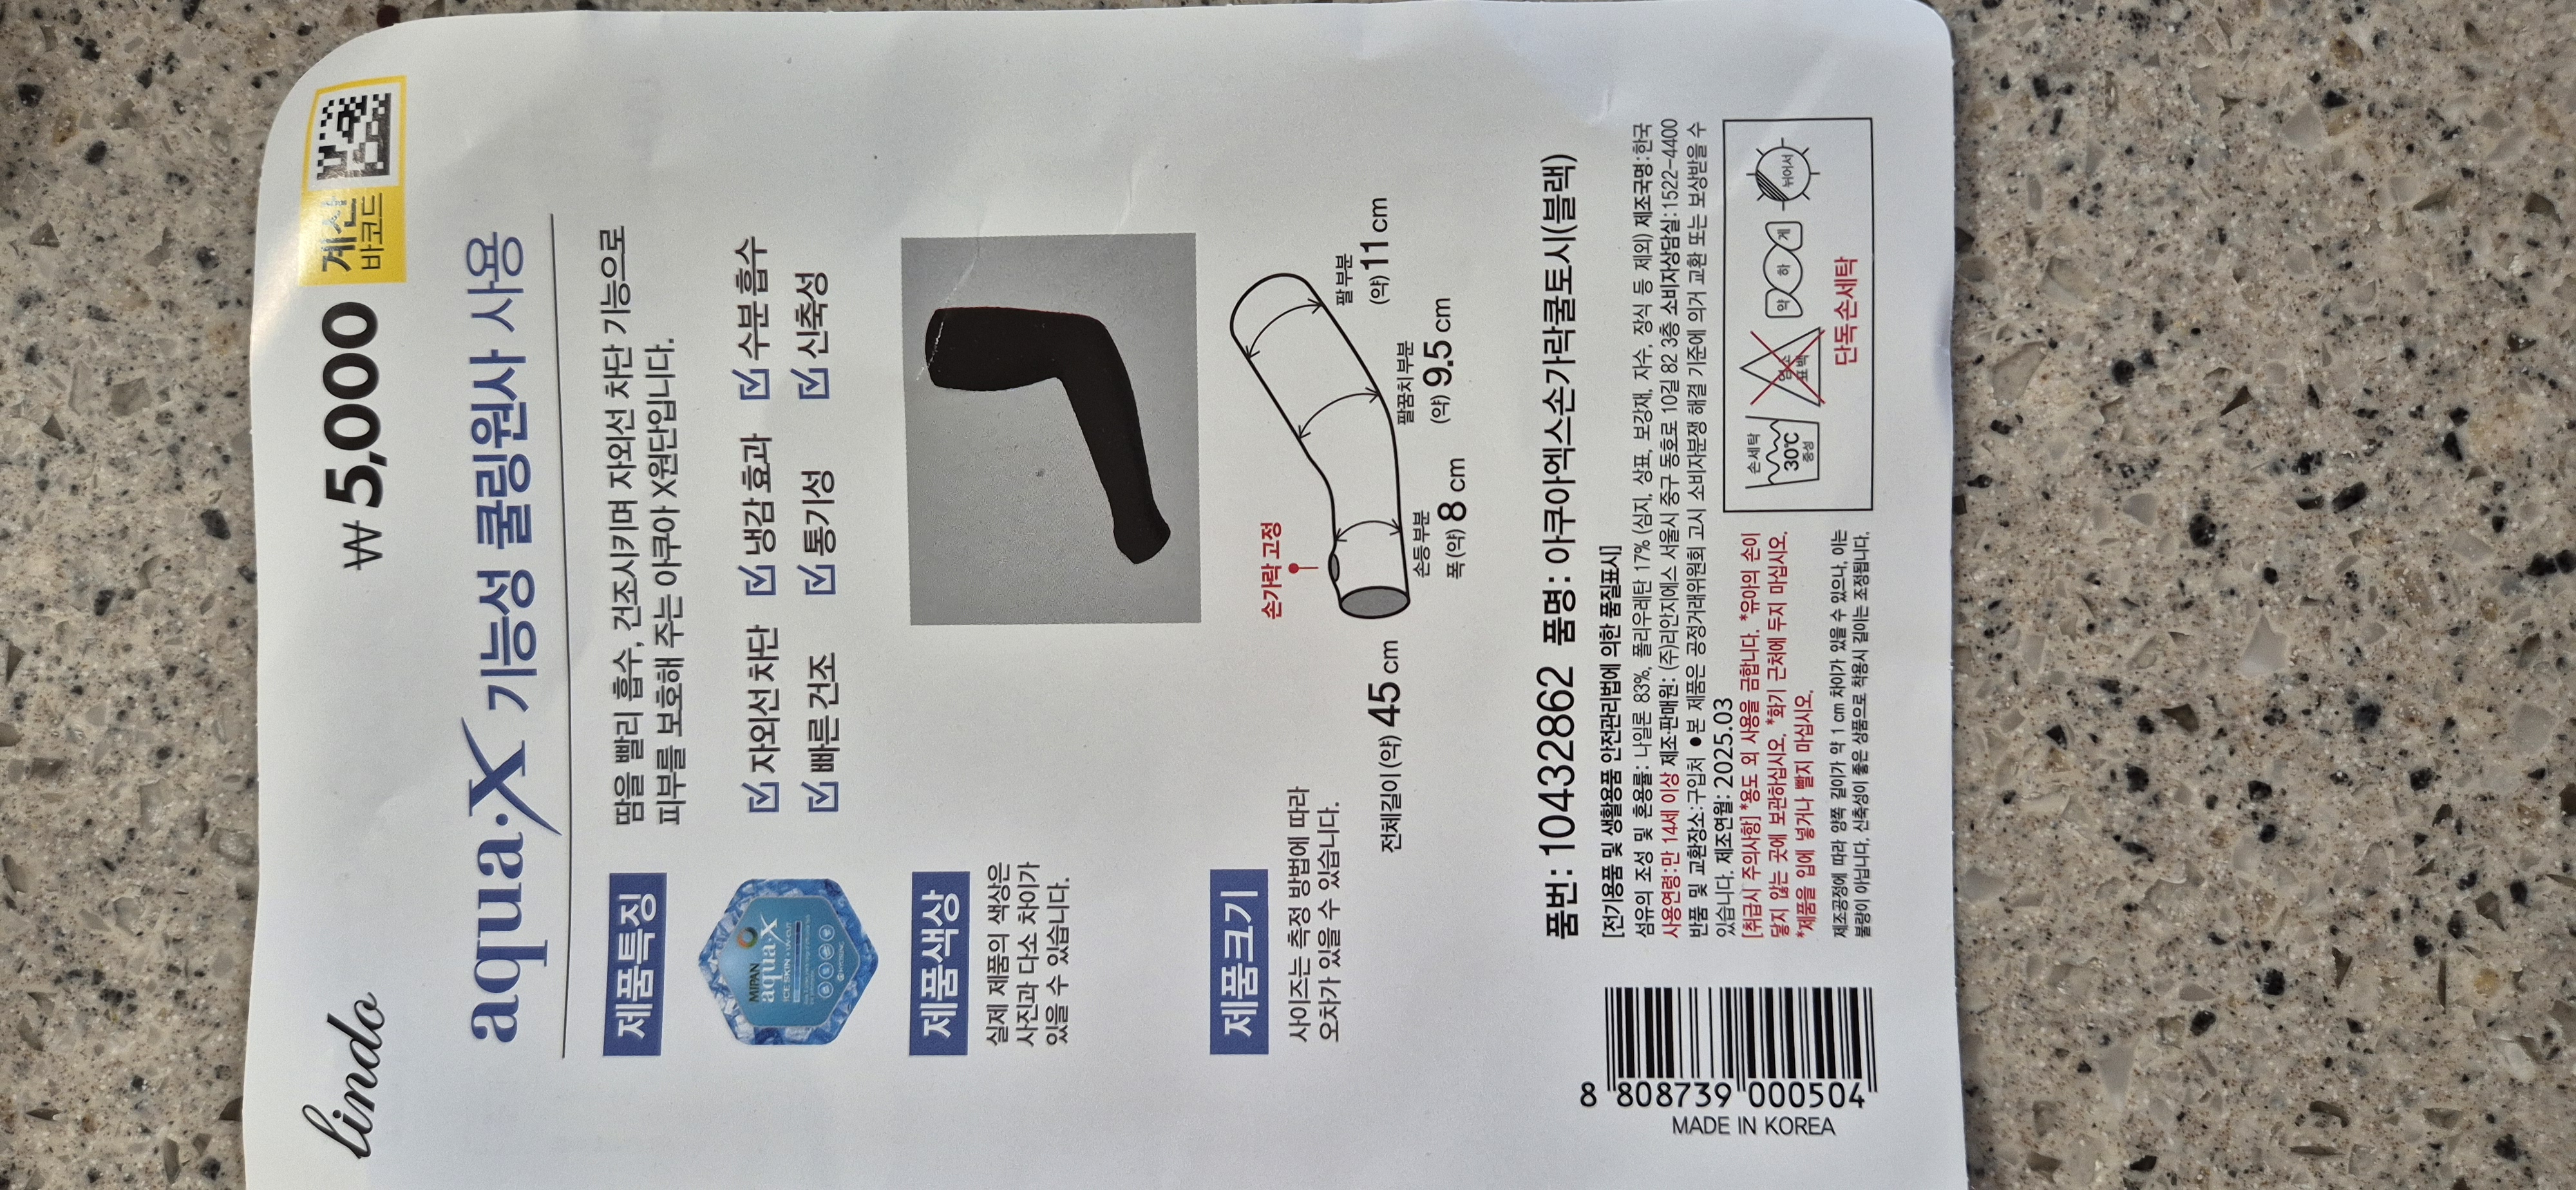 lindo
₩5,000
계산
바코드
aqua·X 기능성 쿨링원사 사용
제품특징
땀을 빨리 흡수, 건조시키며 자외선 차단 기능으로
피부를 보호해 주는 아쿠아 X원단입니다.
MIPAN
aqua·X
자외선 차단 냉감 효과 수분 흡수
빠른 건조 통기성 신축성
제품색상
실제 제품의 색상은
사진과 다소 차이가
있을 수 있습니다.
제품크기
사이즈는 측정 방법에 따라
오차가 있을 수 있습니다.
손가락 고정
전체길이 (약) 45 cm
손등부분
폭 (약) 8 cm
팔꿈치부분
(약) 9.5 cm
팔 부분
(약) 11 cm
품번: 10432862 품명: 아쿠아엑스손가락쿨토시(블랙)
[전기용품 및 생활용품 안전관리법에 의한 품질표시]
섬유의 조성 및 혼용률: 나일론 83%, 폴리우레탄 17% (심지, 상표, 보강재, 자수, 장식 등 제외) 제조국명:한국
사용연령:만 14세 이상 제조·판매원: (주)리안지에스 서울시 중구 동호로 10길 82 3층 소비자상담실:1522-4400
반품 및 교환장소:구입처 ●본 제품은 공정거래위원회 고시 소비자분쟁 해결 기준에 의거 교환 또는 보상받을 수
있습니다. 제조연월: 2025.03
[취급시 주의사항] *용도 외 사용을 금합니다. *유아의 손이
닿지 않는 곳에 보관하십시오. *화기 근처에 두지 마십시오.
*제품을 입에 넣거나 빨지 마십시오.
제조공정에 따라 양쪽 길이가 약 1 cm 차이가 있을 수 있으나, 이는
불량이 아닙니다. 신축성이 좋은 상품으로 착용시 길이는 조정됩니다.
손세탁
30℃
중성
염소
표백
약 하 게
뉘어서
단독손세탁
8 808739 000504
MADE IN KOREA